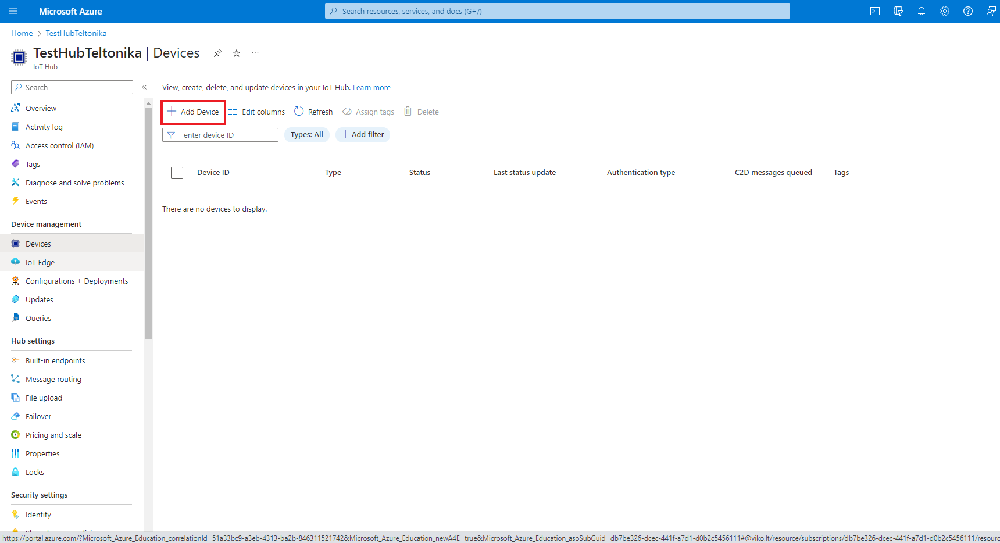 Microsoft Azure
Search resources, services, and docs (G+/)
Home > TestHubTeltonika
TestHubTeltonika | Devices
IoT Hub
Search
«
View, create, delete, and update devices in your IoT Hub. Learn more
Add Device
Edit columns
Refresh
Assign tags
Delete
enter device ID
Types: All
Add filter
Device ID
Type
Status
Last status update
Authentication type
C2D messages queued
Tags
There are no devices to display.
Overview
Activity log
Access control (IAM)
Tags
Diagnose and solve problems
Events
Device management
Devices
IoT Edge
Configurations + Deployments
Updates
Queries
Hub settings
Built-in endpoints
Message routing
File upload
Failover
Pricing and scale
Properties
Locks
Security settings
Identity
https://portal.azure.com/?Microsoft_Azure_Education_correlationId=51a33bc9-a3eb-4313-ba2b-846311521742&Microsoft_Azure_Education_newA4E=true&Microsoft_Azure_Education_asoSubGuid=db7be326-dcec-441f-a7d1-d0b2c5456111#@viko.lt/resource/subscriptions/db7be326-dcec-441f-a7d1-d0b2c5456111/resourc